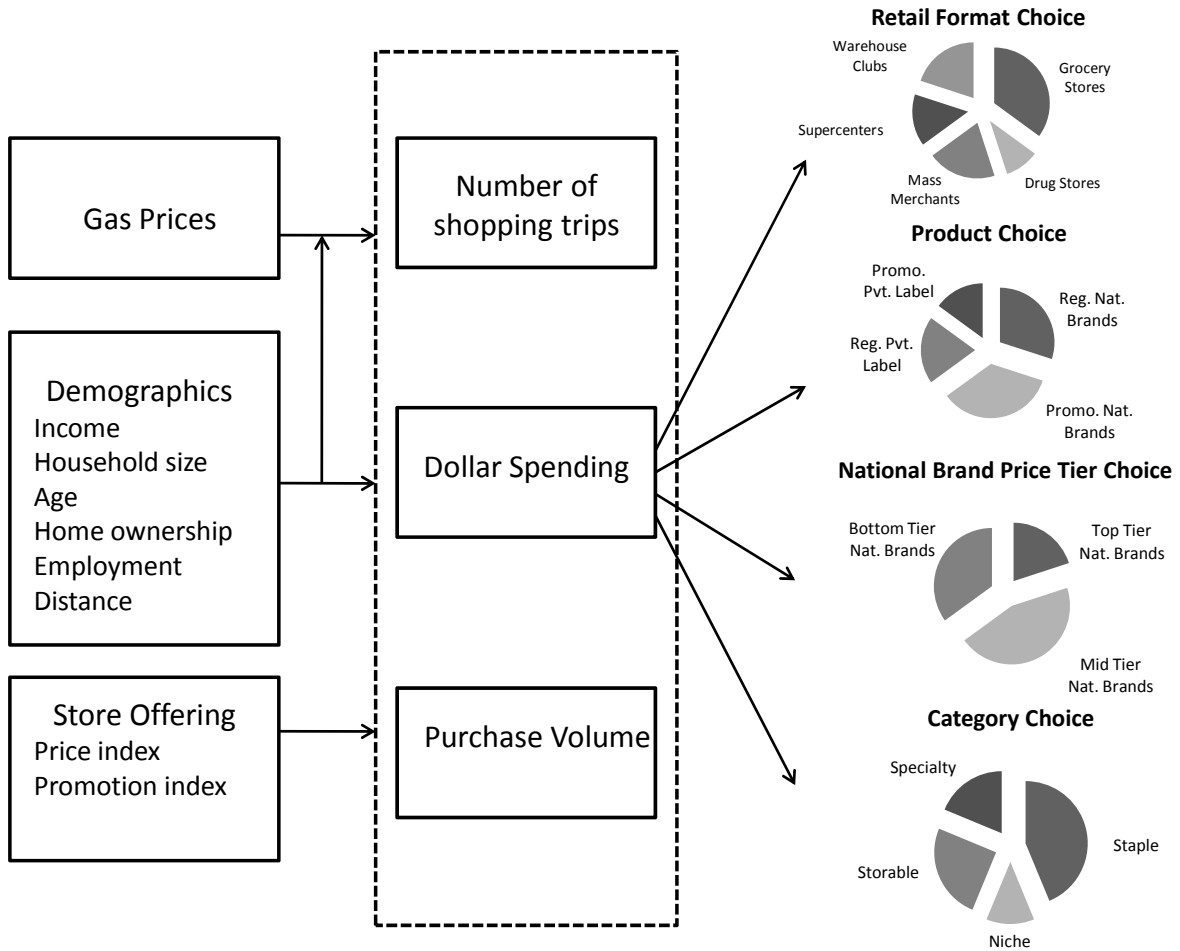 Gas Prices
Demographics
Income
Household size
Age
Home ownership
Employment
Distance
Store Offering
Price index
Promotion index
Number of
shopping trips
Dollar Spending
Purchase Volume
Retail Format Choice
Warehouse
Clubs
Grocery
Stores
Supercenters
Mass
Merchants
Drug Stores
Product Choice
Promo.
Pvt. Label
Reg. Nat.
Brands
Reg. Pvt.
Label
Promo. Nat.
Brands
National Brand Price Tier Choice
Bottom Tier
Nat. Brands
Top Tier
Nat. Brands
Mid Tier
Nat. Brands
Category Choice
Specialty
Staple
Storable
Niche